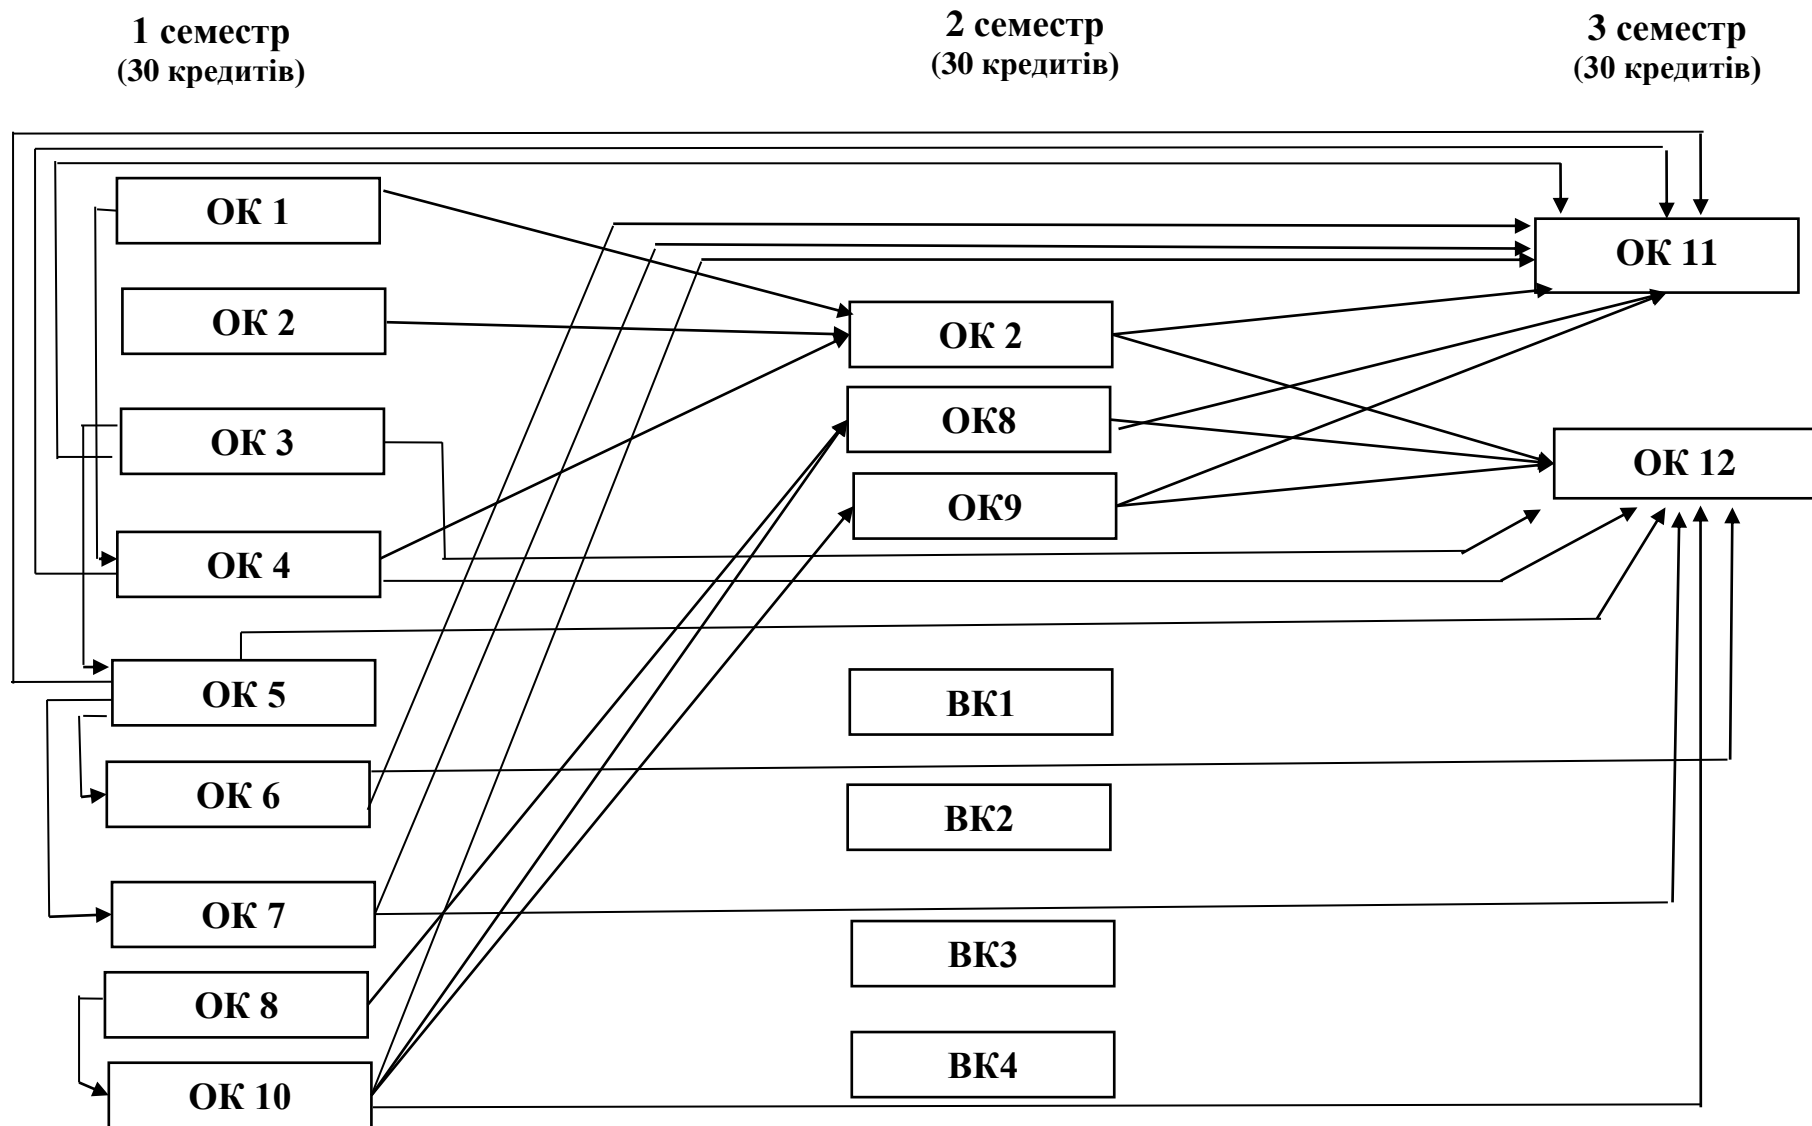 1 семестр
(30 кредитів)
2 семестр
(30 кредитів)
3 семестр
(30 кредитів)
ОК 1
ОК 2
ОК 3
ОК 4
ОК 5
ОК 6
ОК 7
ОК 8
ОК 10
ОК 2
ОК8
ОК9
ВК1
ВК2
ВК3
ВК4
ОК 11
ОК 12